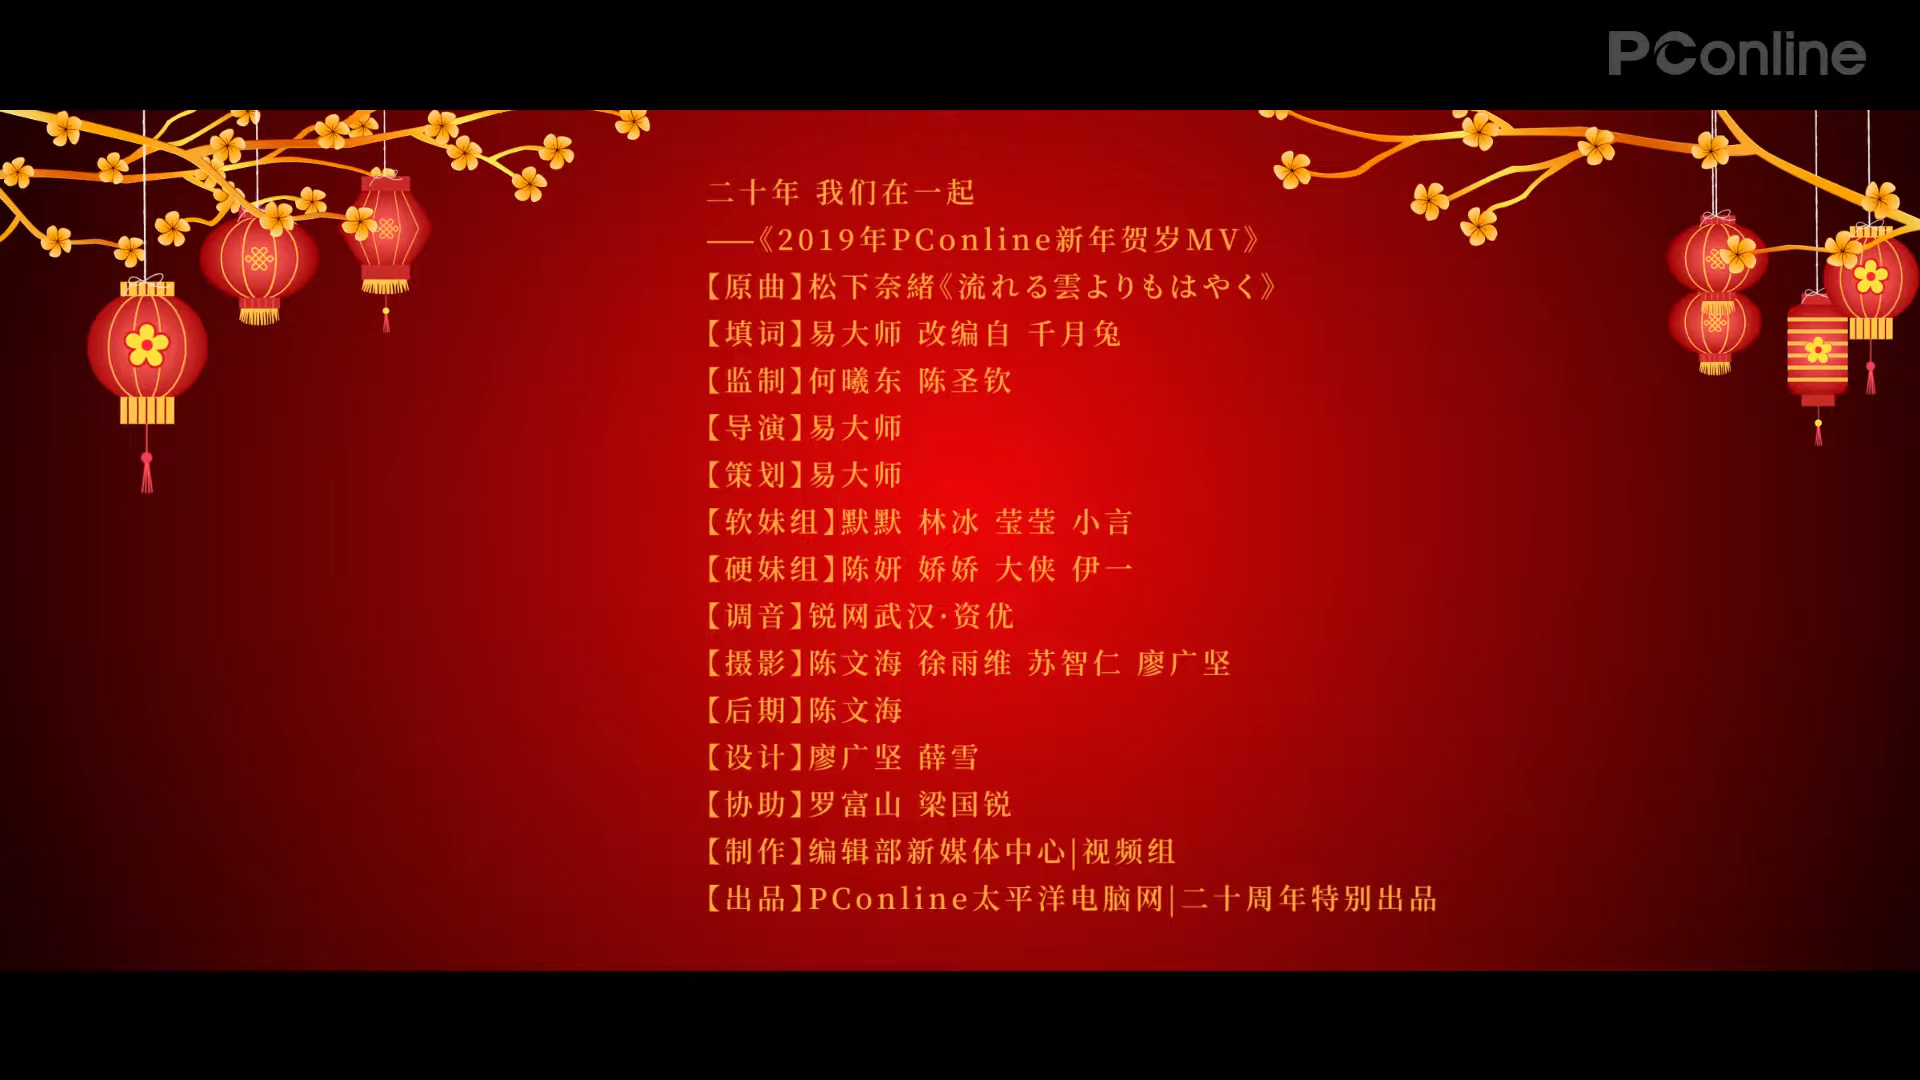 PConline
二十年 我们在一起
——《2019年PConline新年贺岁MV》
【原曲】松下奈緒《流れる雲よりもはやく》
【填词】易大师 改编自 千月兔
【监制】何曦东 陈圣钦
【导演】易大师
【策划】易大师
【软妹组】默默 林冰 莹莹 小言
【硬妹组】陈妍 娇娇 大侠 伊一
【调音】锐网武汉·资优
【摄影】陈文海 徐雨维 苏智仁 廖广坚
【后期】陈文海
【设计】廖广坚 薛雪
【协助】罗富山 梁国锐
【制作】编辑部新媒体中心|视频组
【出品】PConline太平洋电脑网|二十周年特别出品